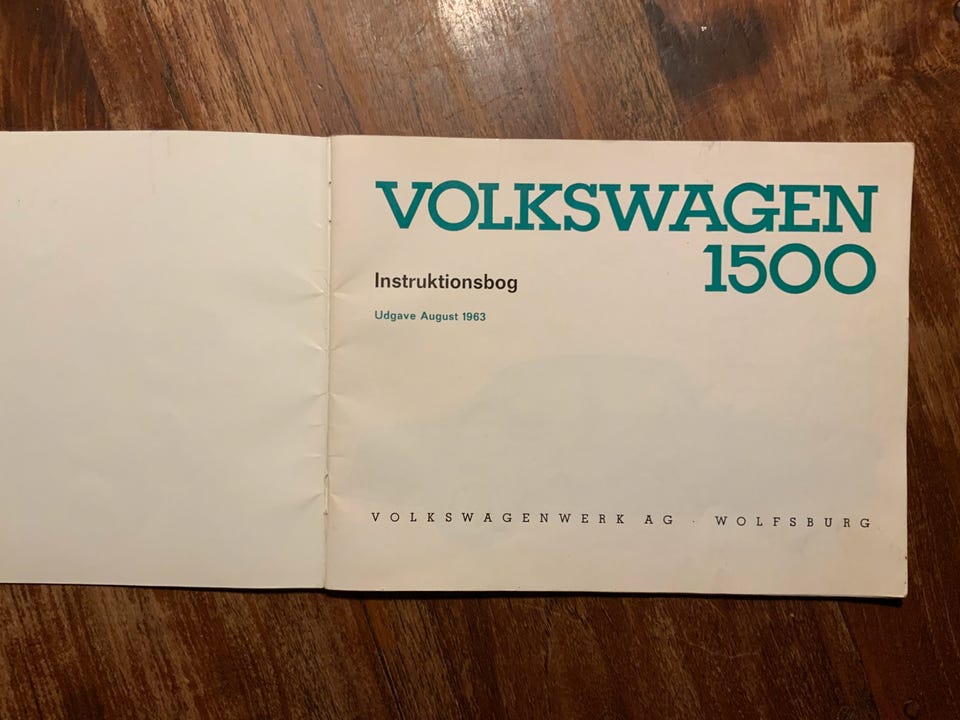 VOLKSWAGEN
1500
Instruktionsbog
Udgave August 1963
VOLKSWAGENWERK AG · WOLFSBURG